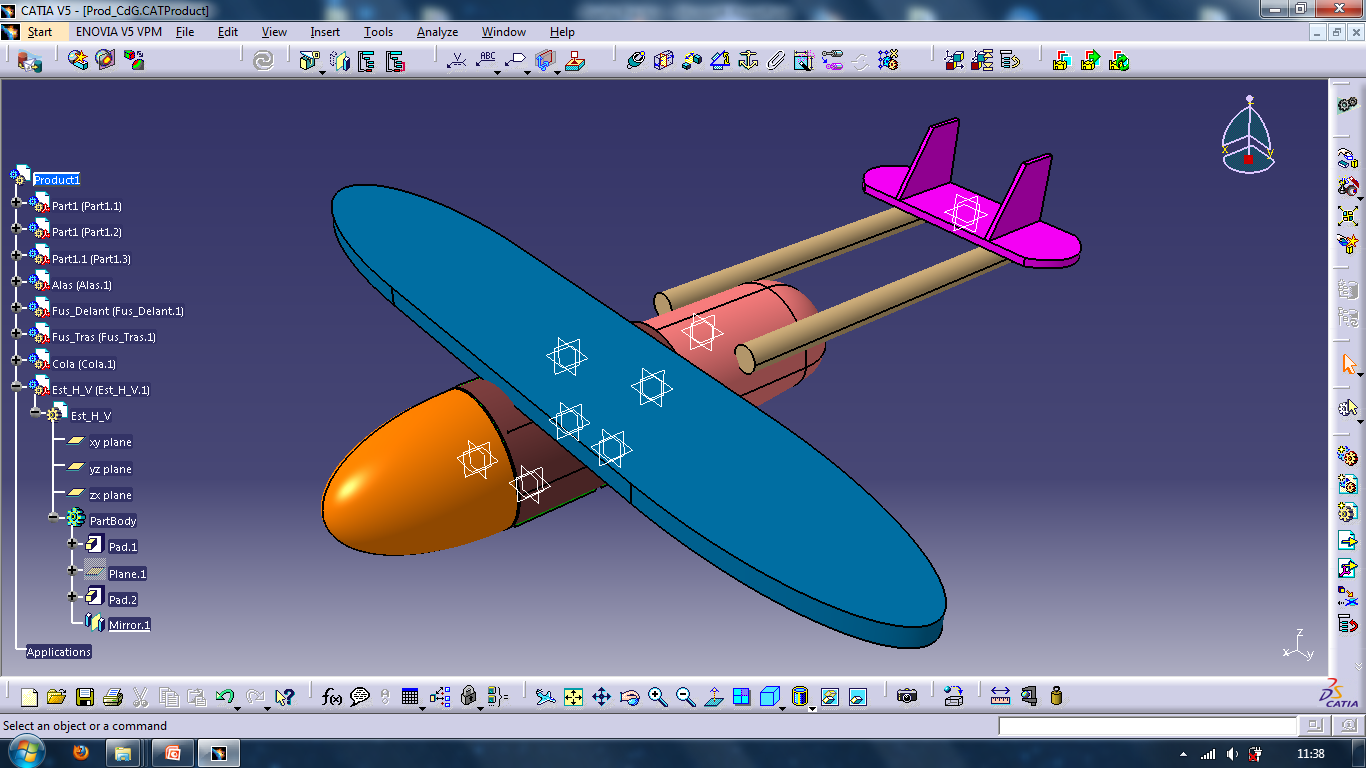 CATIA V5 - [Prod_CdG.CATProduct]
Start ENOVIA V5 VPM File Edit View Insert Tools Analyze Window Help
ABC
x y
Product1
Part1 (Part1.1)
Part1 (Part1.2)
Part1.1 (Part1.3)
Alas (Alas.1)
Fus_Delant (Fus_Delant.1)
Fus_Tras (Fus_Tras.1)
Cola (Cola.1)
Est_H_V (Est_H_V.1)
Est_H_V
xy plane
yz plane
zx plane
PartBody
Pad.1
Plane.1
Pad.2
Mirror.1
Applications
z
x y
f(x)
DS CATIA
Select an object or a command
11:38